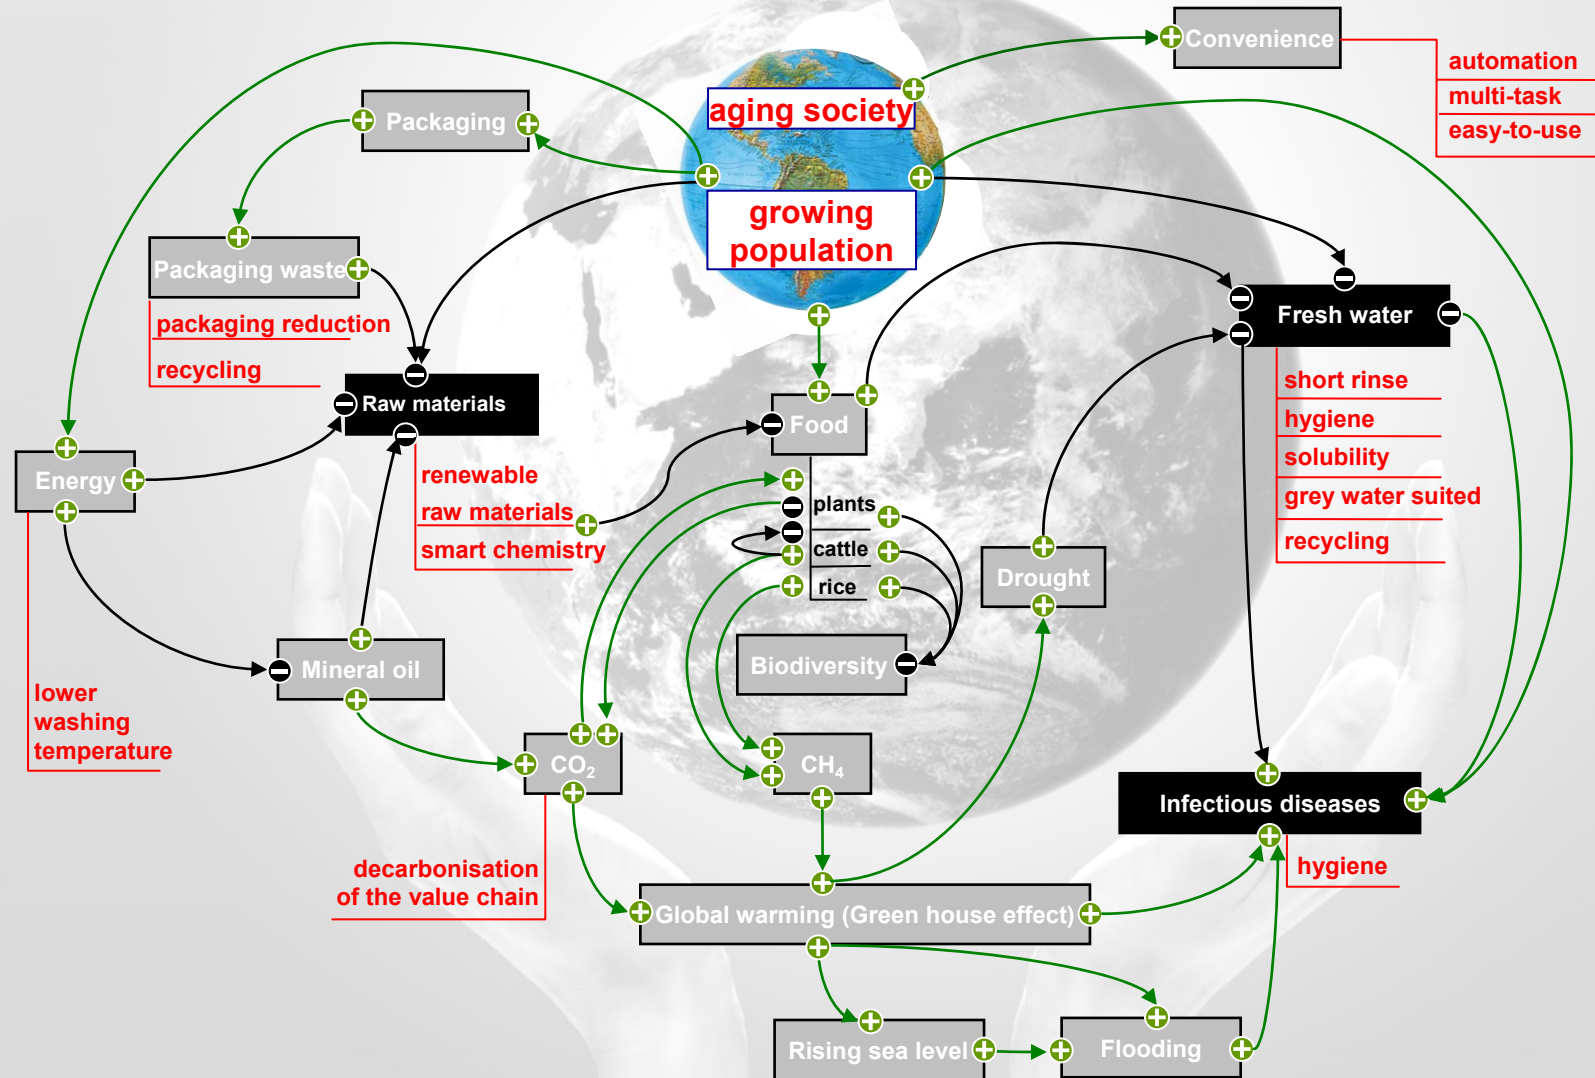 Convenience
automation
multi-task
easy-to-use
aging society
growing
population
Packaging
Packaging waste
packaging reduction
recycling
Raw materials
renewable
raw materials
smart chemistry
Energy
lower
washing
temperature
Mineral oil
Food
plants
cattle
rice
Biodiversity
Drought
Fresh water
short rinse
hygiene
solubility
grey water suited
recycling
CO₂
CH₄
decarbonisation
of the value chain
Infectious diseases
hygiene
Global warming (Green house effect)
Rising sea level
Flooding